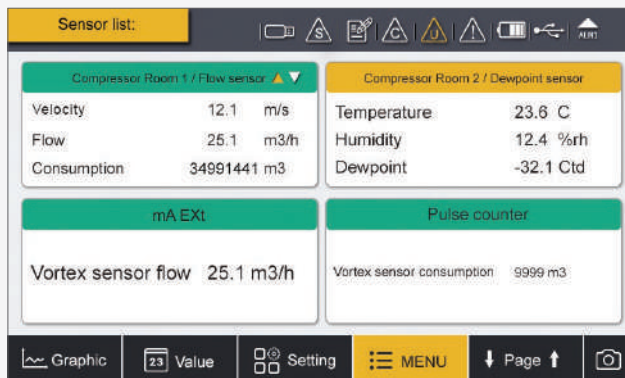 Sensor list:
S C U ! ALM1
Compressor Room 1 / Flow sensor
Velocity 12.1 m/s
Flow 25.1 m3/h
Consumption 34991441 m3
Compressor Room 2 / Dewpoint sensor
Temperature 23.6 C
Humidity 12.4 %rh
Dewpoint -32.1 Ctd
mA EXt
Vortex sensor flow 25.1 m3/h
Pulse counter
Vortex sensor consumption 9999 m3
Graphic 23 Value Setting MENU Page